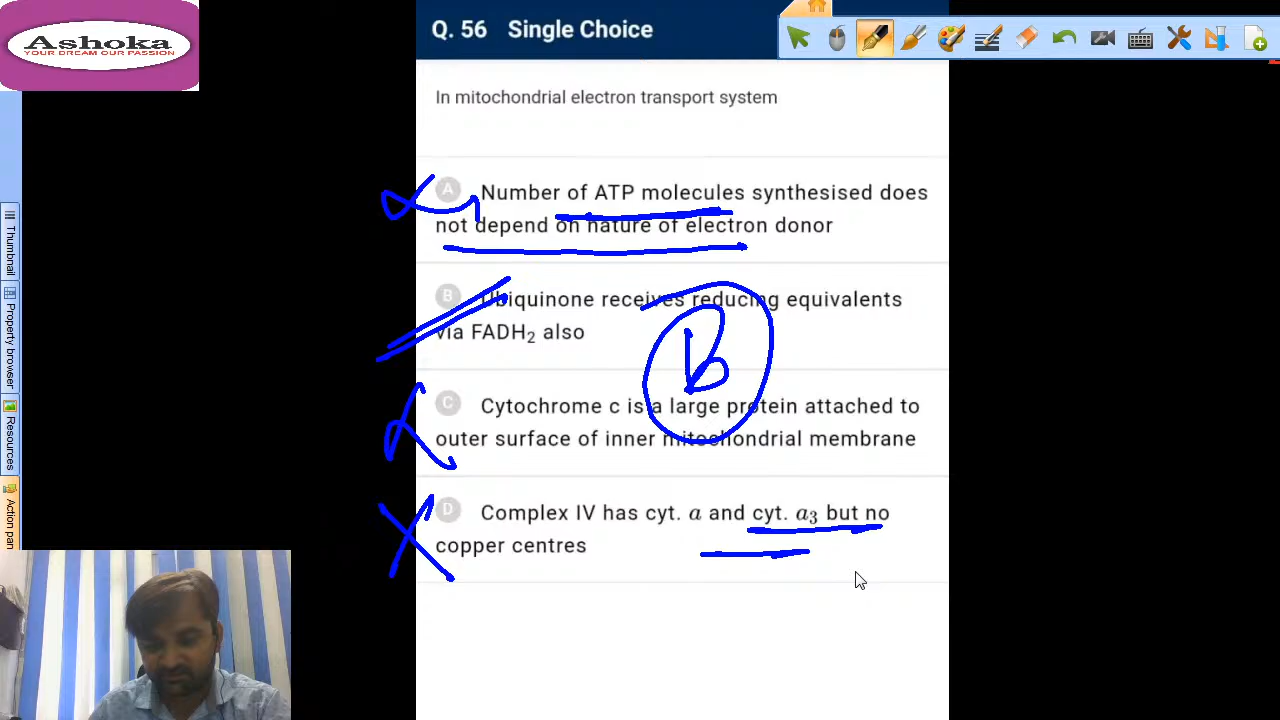 Ashoka
YOUR DREAM OUR PASSION
Q. 56 Single Choice
In mitochondrial electron transport system
A Number of ATP molecules synthesised does
not depend on nature of electron donor
B Ubiquinone receives reducing equivalents
via FADH₂ also
B
C Cytochrome c is a large protein attached to
outer surface of inner mitochondrial membrane
D Complex IV has cyt. a and cyt. a₃ but no
copper centres
Thumbnail
Property browser
Resources
Action pan